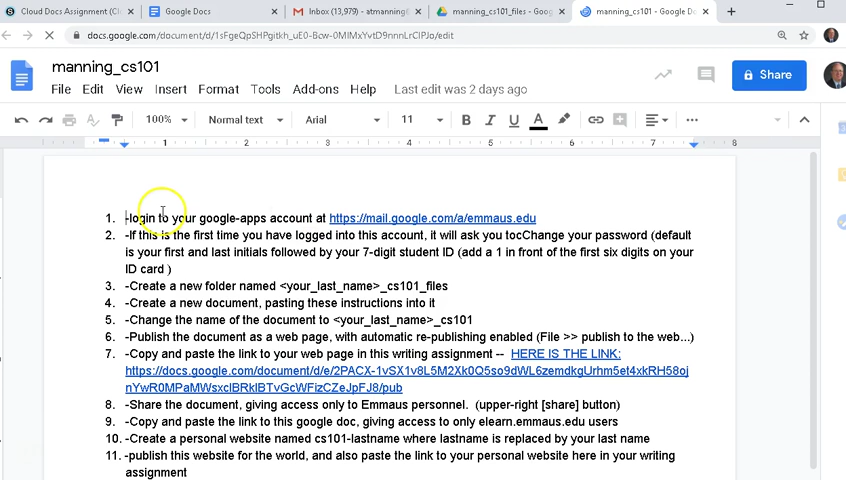 Cloud Docs Assignment (C
Google Docs
Inbox (13,979) - atmanning
manning_cs101_files - Goog
manning_cs101 - Google Do
docs.google.com/document/d/1sFgeQpSHPgitkh_uE0-Bcw-0MlMxYvtD9nnnLrClPJo/edit
manning_cs101
File Edit View Insert Format Tools Add-ons Help Last edit was 2 days ago
Share
100% Normal text Arial 11 B I U A
1 2 3 4 5 6 7 8
1. -login to your google-apps account at https://mail.google.com/a/emmaus.edu
2. -If this is the first time you have logged into this account, it will ask you tocChange your password (default
is your first and last initials followed by your 7-digit student ID (add a 1 in front of the first six digits on your
ID card )
3. -Create a new folder named <your_last_name>_cs101_files
4. -Create a new document, pasting these instructions into it
5. -Change the name of the document to <your_last_name>_cs101
6. -Publish the document as a web page, with automatic re-publishing enabled (File >> publish to the web...)
7. -Copy and paste the link to your web page in this writing assignment -- HERE IS THE LINK:
https://docs.google.com/document/d/e/2PACX-1vSX1v8L5M2Xk0Q5so9dWL6zemdkgUrhm5et4xkRH58oj
nYwR0MPaMWsxclBRkIBTvGcWFizCZeJpFJ8/pub
8. -Share the document, giving access only to Emmaus personnel. (upper-right [share] button)
9. -Copy and paste the link to this google doc, giving access to only elearn.emmaus.edu users
10. -Create a personal website named cs101-lastname where lastname is replaced by your last name
11. -publish this website for the world, and also paste the link to your personal website here in your writing
assignment